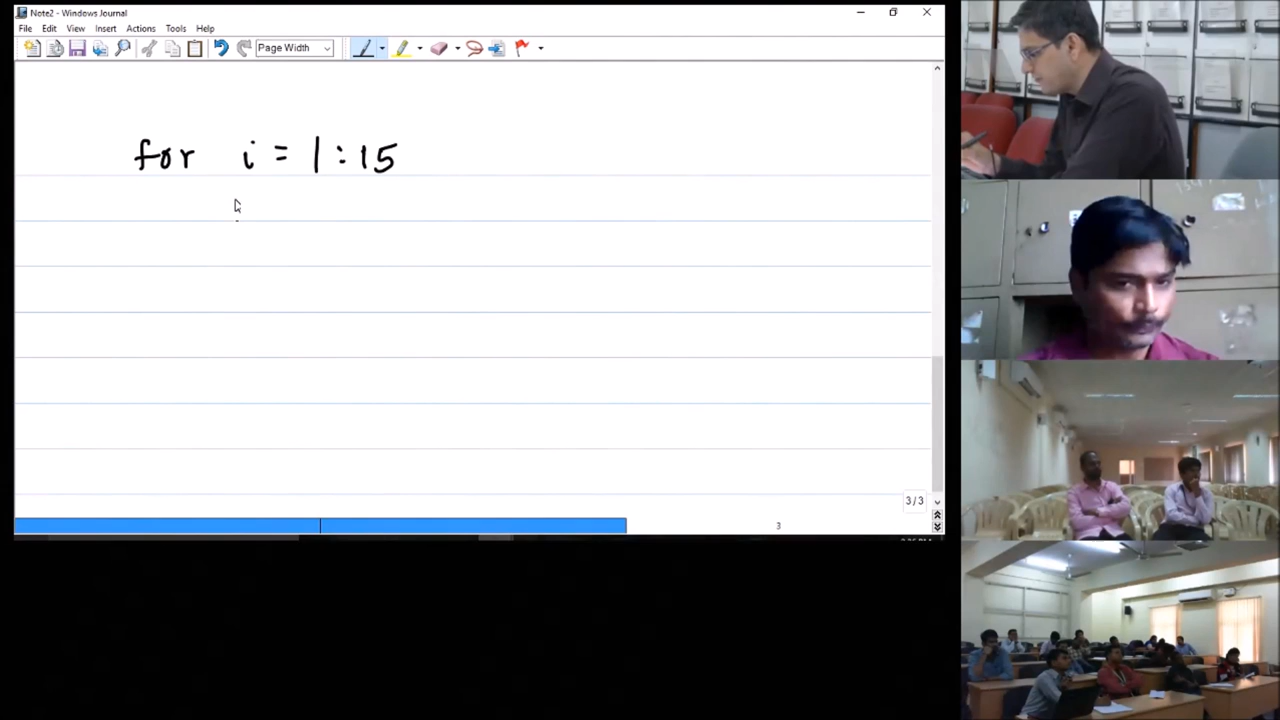 Note2 - Windows Journal
File Edit View Insert Actions Tools Help
Page Width
for i = 1 : 15
3/3
3